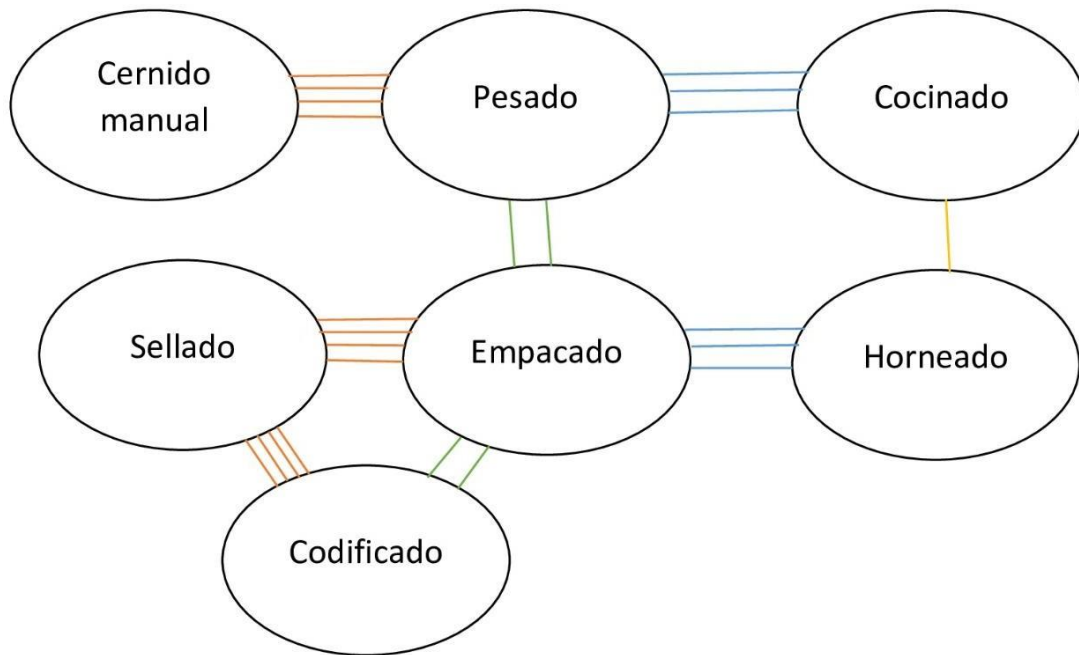 Cernido
manual
Pesado
Cocinado
Sellado
Empacado
Horneado
Codificado